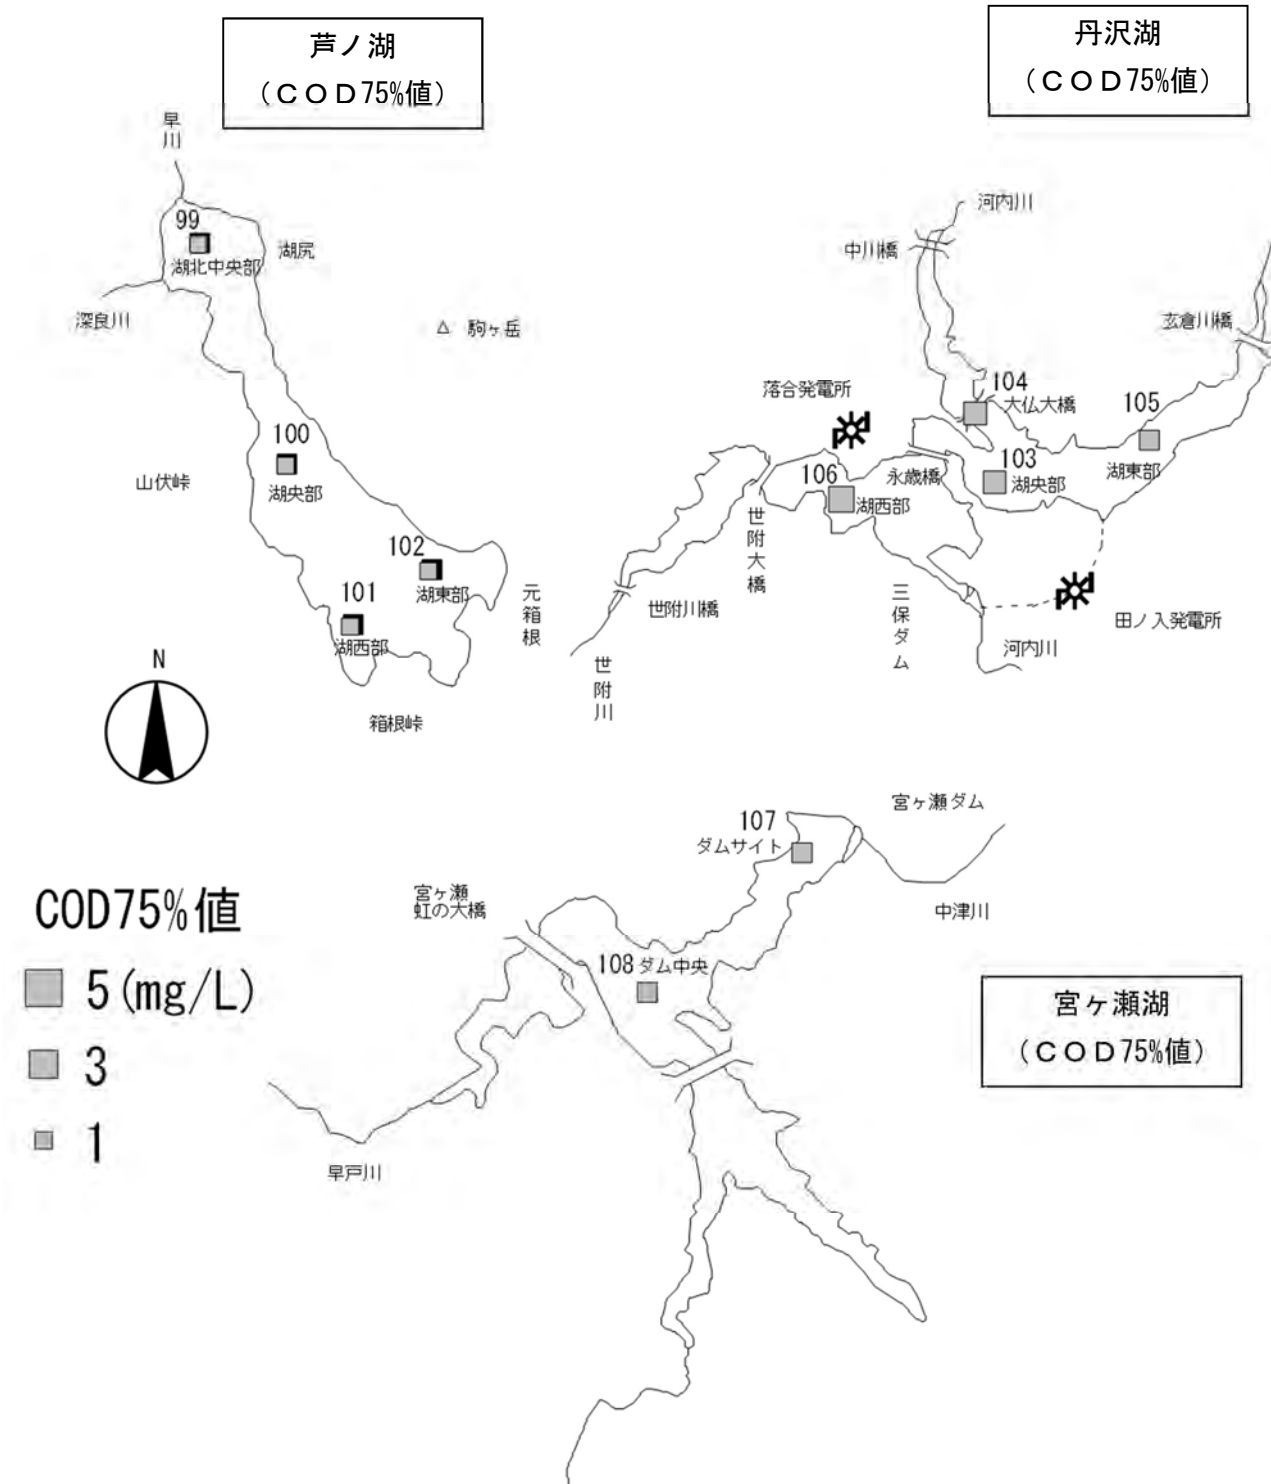 芦ノ湖
（ＣＯＤ75%値）
丹沢湖
（ＣＯＤ75%値）
早川
99
湖北中央部
湖尻
深良川
△ 駒ヶ岳
100
湖央部
山伏峠
102
湖東部
101
湖西部
元箱根
箱根峠
N
河内川
中川橋
玄倉川橋
落合発電所
104
大仏大橋
105
湖東部
103
湖央部
永歳橋
106
湖西部
世附大橋
世附川橋
世附川
三保ダム
田ノ入発電所
河内川
宮ヶ瀬ダム
107
ダムサイト
中津川
宮ヶ瀬
虹の大橋
108 ダム中央
早戸川
宮ヶ瀬湖
（ＣＯＤ75%値）
COD75%値
5(mg/L)
3
1